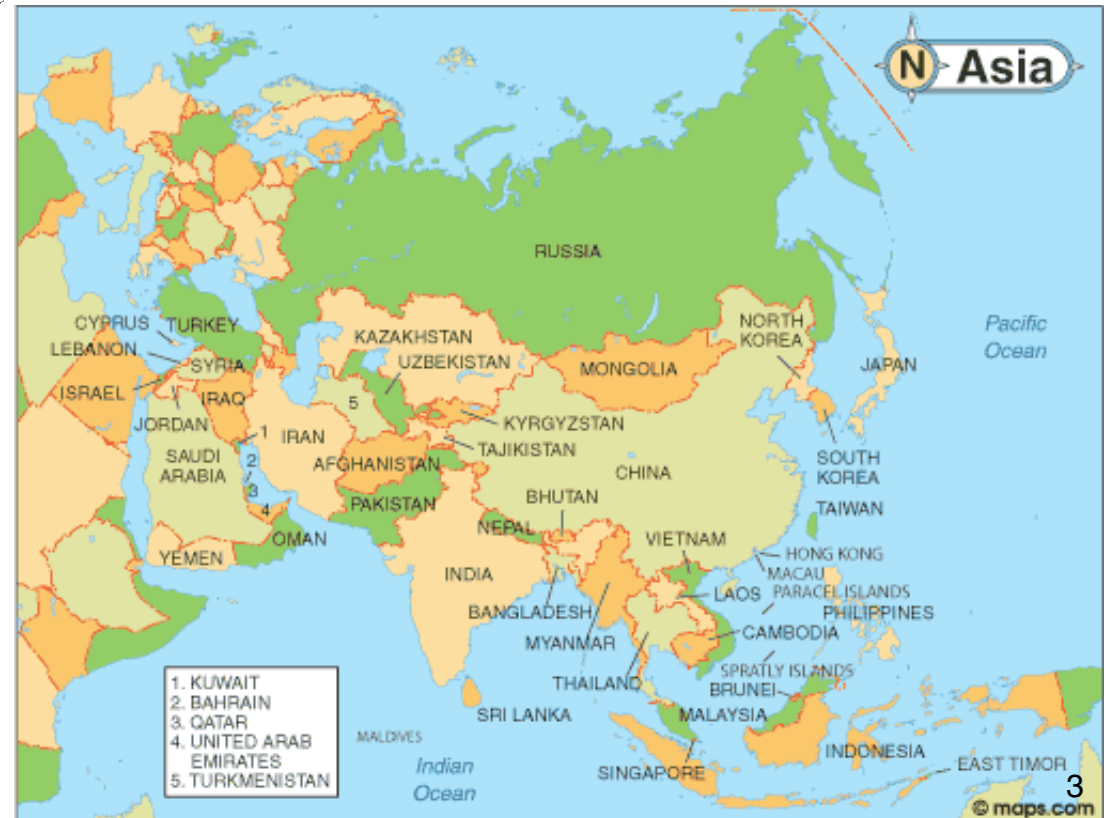 N Asia
RUSSIA
CYPRUS
TURKEY
LEBANON
SYRIA
ISRAEL
IRAQ
JORDAN
KAZAKHSTAN
UZBEKISTAN
MONGOLIA
NORTH
KOREA
JAPAN
Pacific
Ocean
5
KYRGYZSTAN
TAJIKISTAN
1
IRAN
AFGHANISTAN
SAUDI
ARABIA
2
3
4
CHINA
SOUTH
KOREA
PAKISTAN
BHUTAN
TAIWAN
NEPAL
OMAN
VIETNAM
YEMEN
HONG KONG
MACAU
INDIA
LAOS
PARACEL ISLANDS
BANGLADESH
PHILIPPINES
MYANMAR
CAMBODIA
THAILAND
SPRATLY ISLANDS
BRUNEI
SRI LANKA
MALAYSIA
MALDIVES
INDONESIA
SINGAPORE
EAST TIMOR
Indian
Ocean
1. KUWAIT
2. BAHRAIN
3. QATAR
4. UNITED ARAB
EMIRATES
5. TURKMENISTAN
3
© maps.com